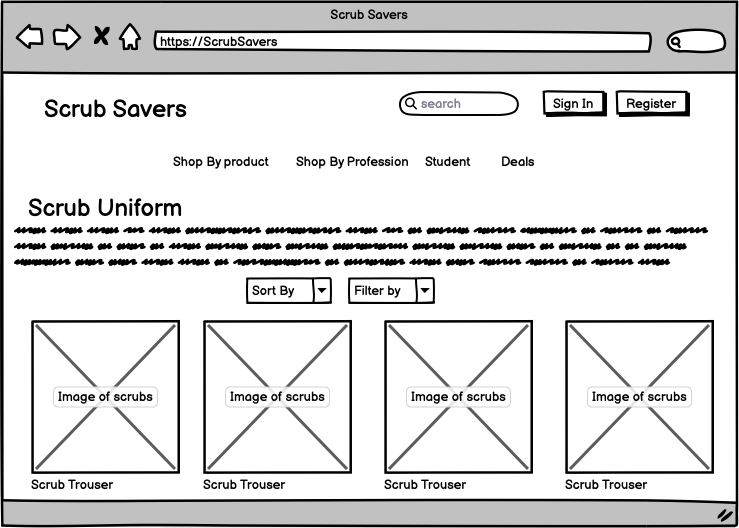 Scrub Savers
https://ScrubSavers
Scrub Savers
search
Sign In
Register
Shop By product
Shop By Profession
Student
Deals
Scrub Uniform
Sort By
Filter by
Image of scrubs
Image of scrubs
Image of scrubs
Image of scrubs
Scrub Trouser
Scrub Trouser
Scrub Trouser
Scrub Trouser